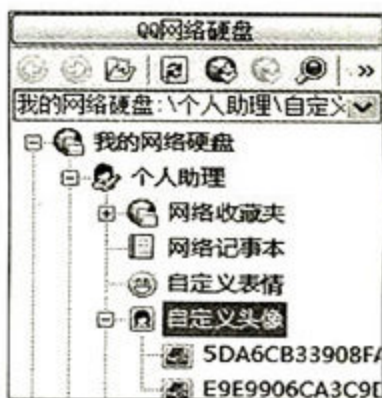 QQ网络硬盘
»
我的网络硬盘:\个人助理\自定义
我的网络硬盘
个人助理
网络收藏夹
网络记事本
自定义表情
自定义头像
5DA6CB33908FA
E9E9906CA3C9D